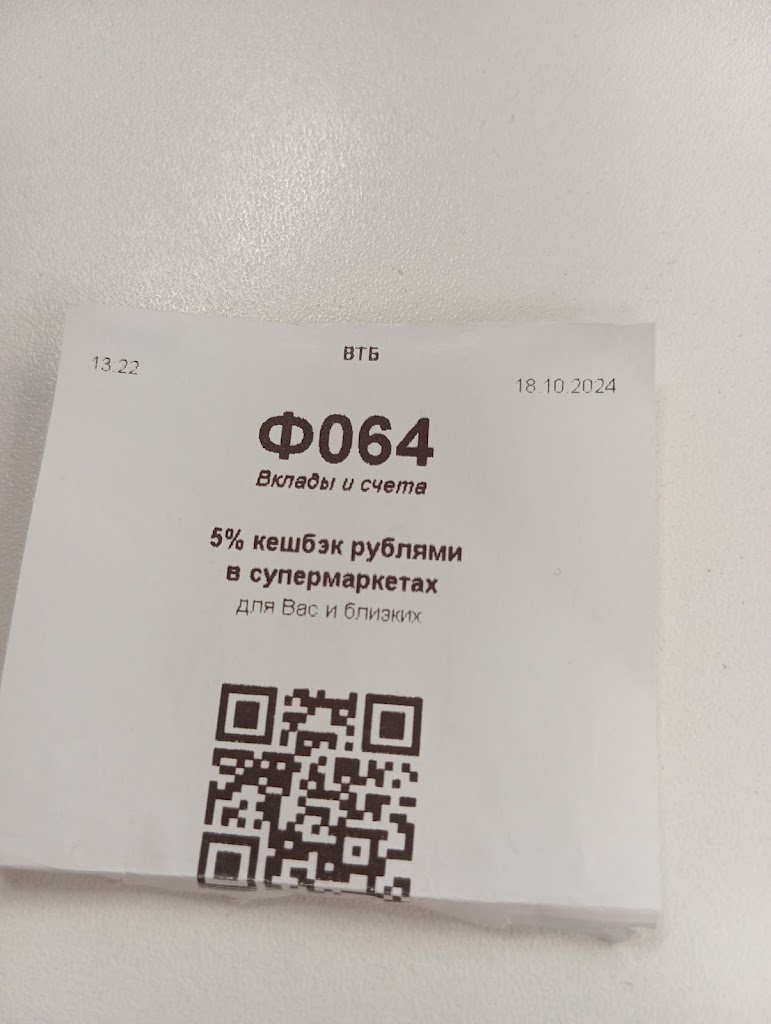 ВТБ
13:22
18.10.2024
Ф064
Вклады и счета
5% кешбэк рублями
в супермаркетах
для Вас и близких